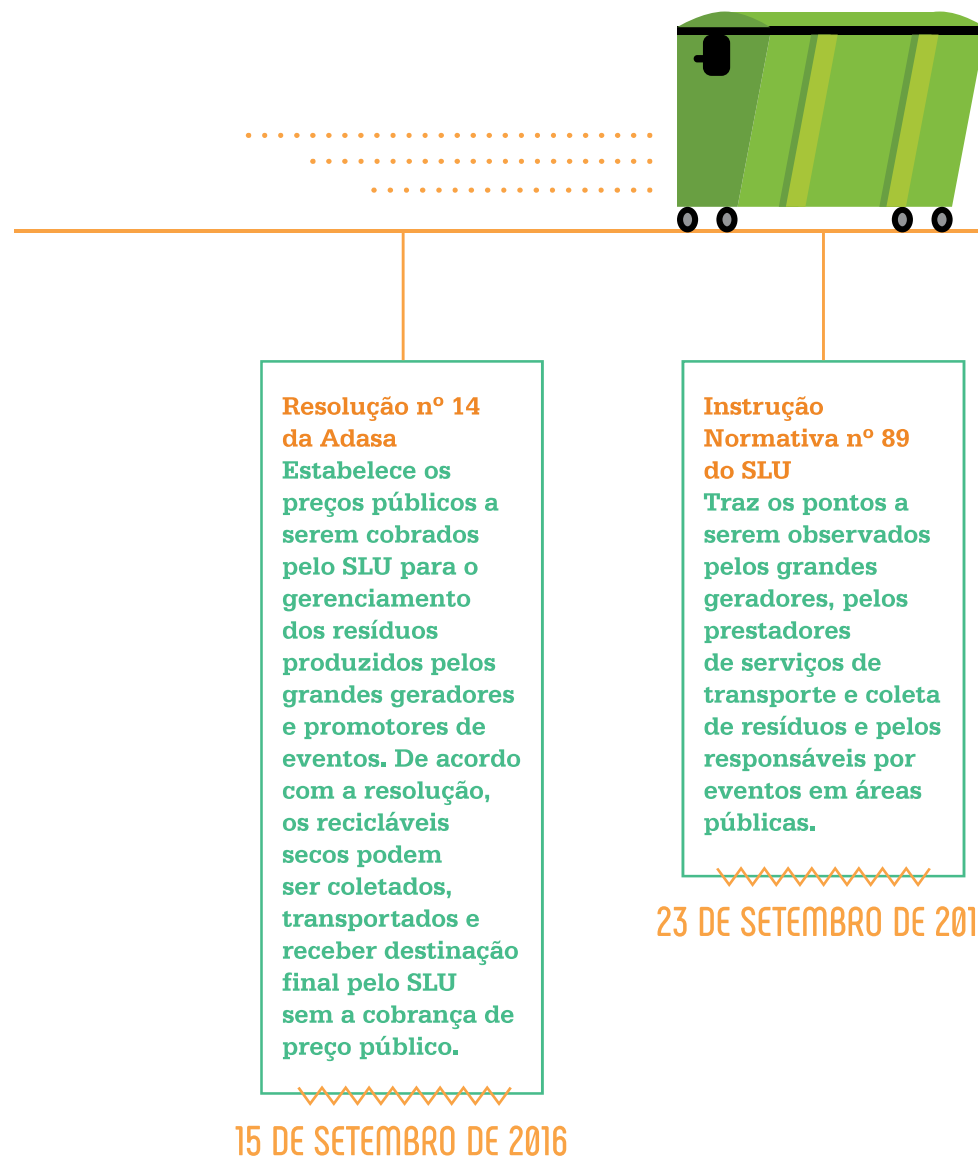 Resolução nº 14
da Adasa
Estabelece os
preços públicos a
serem cobrados
pelo SLU para o
gerenciamento
dos resíduos
produzidos pelos
grandes geradores
e promotores de
eventos. De acordo
com a resolução,
os recicláveis
secos podem
ser coletados,
transportados e
receber destinação
final pelo SLU
sem a cobrança de
preço público.
15 DE SETEMBRO DE 2016
Instrução
Normativa nº 89
do SLU
Traz os pontos a
serem observados
pelos grandes
geradores, pelos
prestadores
de serviços de
transporte e coleta
de resíduos e pelos
responsáveis por
eventos em áreas
públicas.
23 DE SETEMBRO DE 201